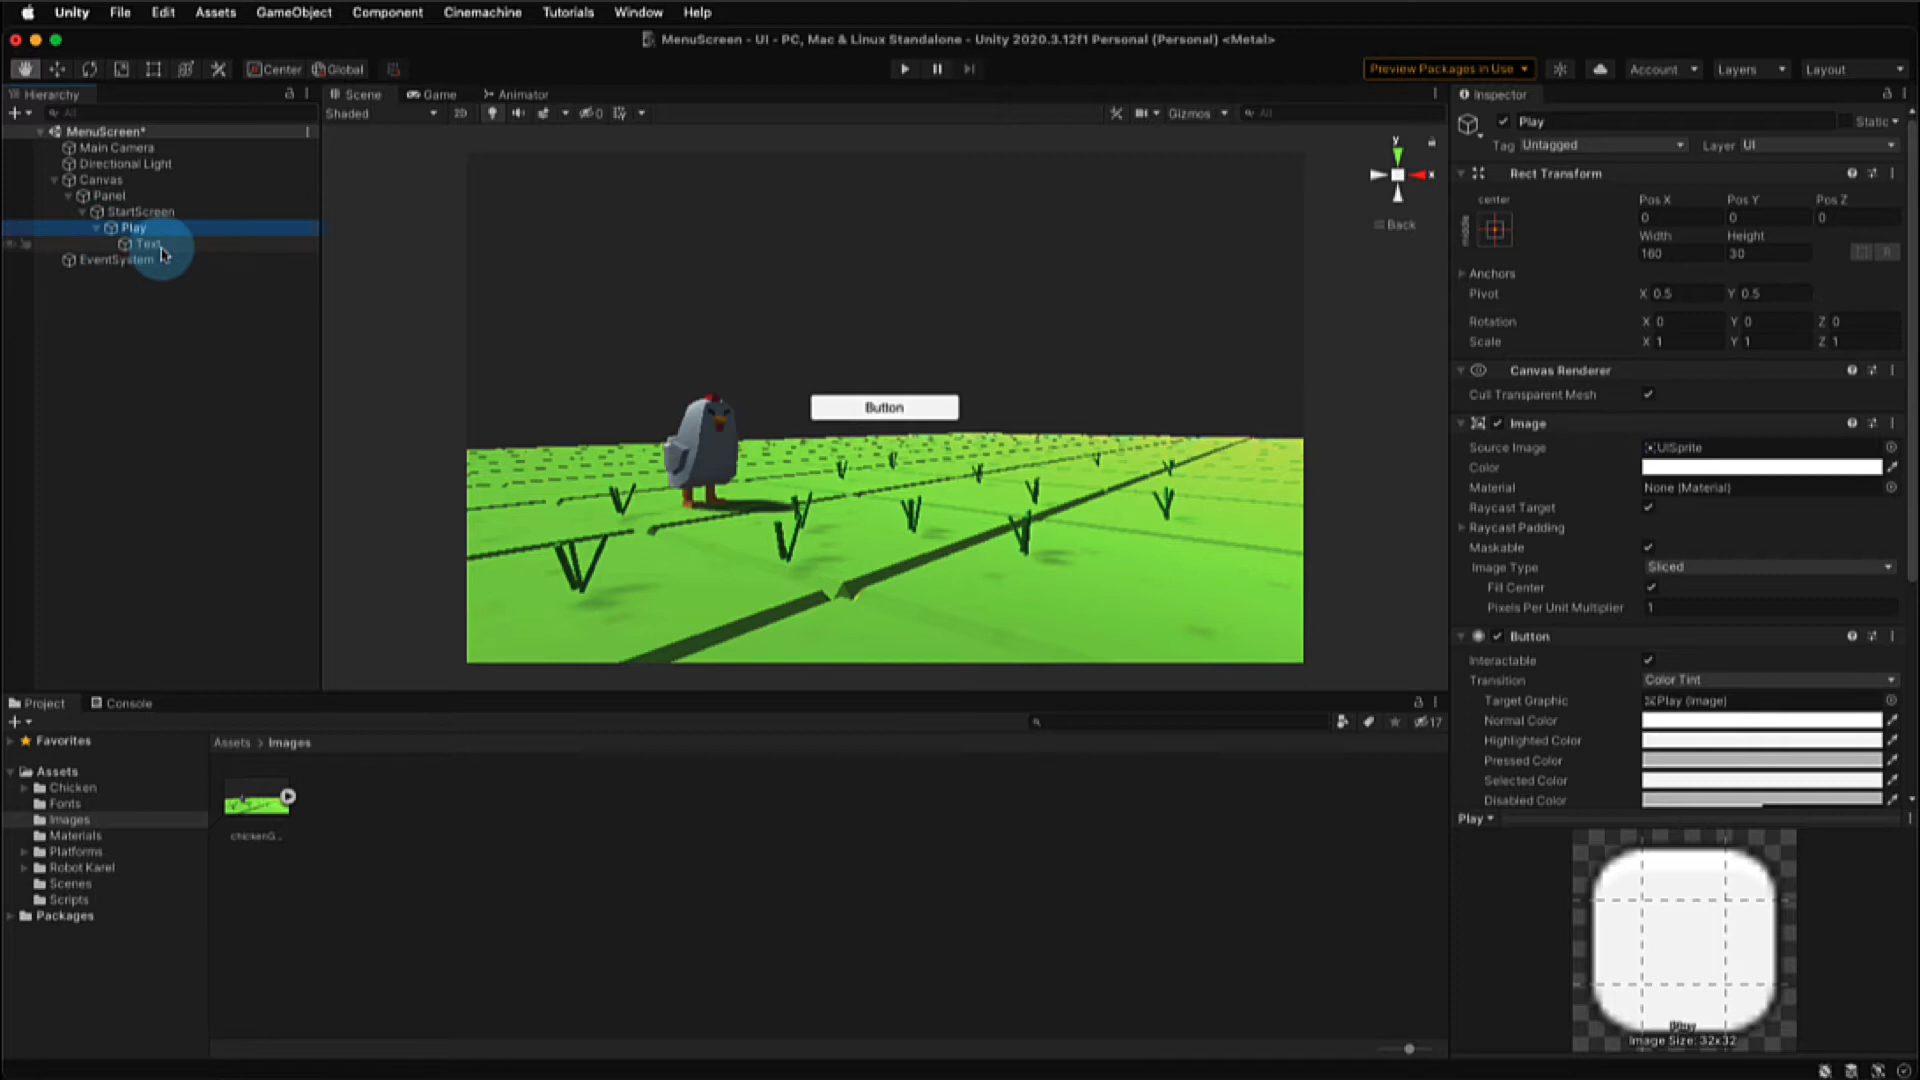 Unity File Edit Assets GameObject Component Cinemachine Tutorials Window Help
MenuScreen - UI - PC, Mac & Linux Standalone - Unity 2020.3.12f1 Personal (Personal) <Metal>
Center Global
Preview Packages in Use
Account Layers Layout
Hierarchy
All
MenuScreen*
Main Camera
Directional Light
Canvas
Panel
StartScreen
Play
Text
EventSystem
Scene Game Animator
Shaded 2D 0 Gizmos All
y
x
Back
Button
Inspector
Play Static
Tag Untagged Layer UI
Rect Transform
center Pos X Pos Y Pos Z
middle 0 0 0
Width Height
160 30
R
Anchors
Pivot X 0.5 Y 0.5
Rotation X 0 Y 0 Z 0
Scale X 1 Y 1 Z 1
Canvas Renderer
Cull Transparent Mesh
Image
Source Image UISprite
Color
Material None (Material)
Raycast Target
Raycast Padding
Maskable
Image Type Sliced
Fill Center
Pixels Per Unit Multiplier 1
Button
Interactable
Transition Color Tint
Target Graphic Play (Image)
Normal Color
Highlighted Color
Pressed Color
Selected Color
Disabled Color
Play
Play
Image Size: 32x32
Project Console
17
Favorites
Assets
Chicken
Fonts
Images
Materials
Platforms
Robot Karel
Scenes
Scripts
Packages
Assets > Images
chickenG...